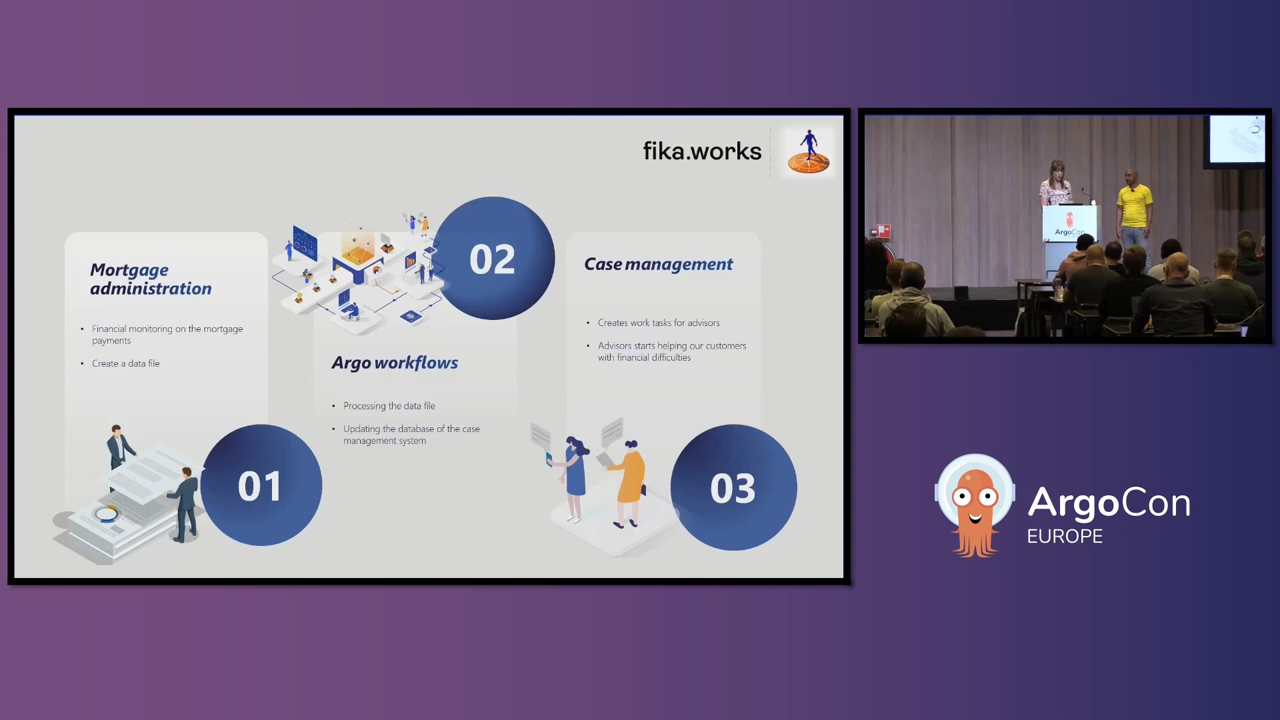 fika.works
Mortgage
administration
• Financial monitoring on the mortgage
payments
• Create a data file
01
02
Argo workflows
• Processing the data file
• Updating the database of the case
management system
Case management
• Creates work tasks for advisors
• Advisors starts helping our customers
with financial difficulties
03
ArgoCon
ArgoCon
EUROPE